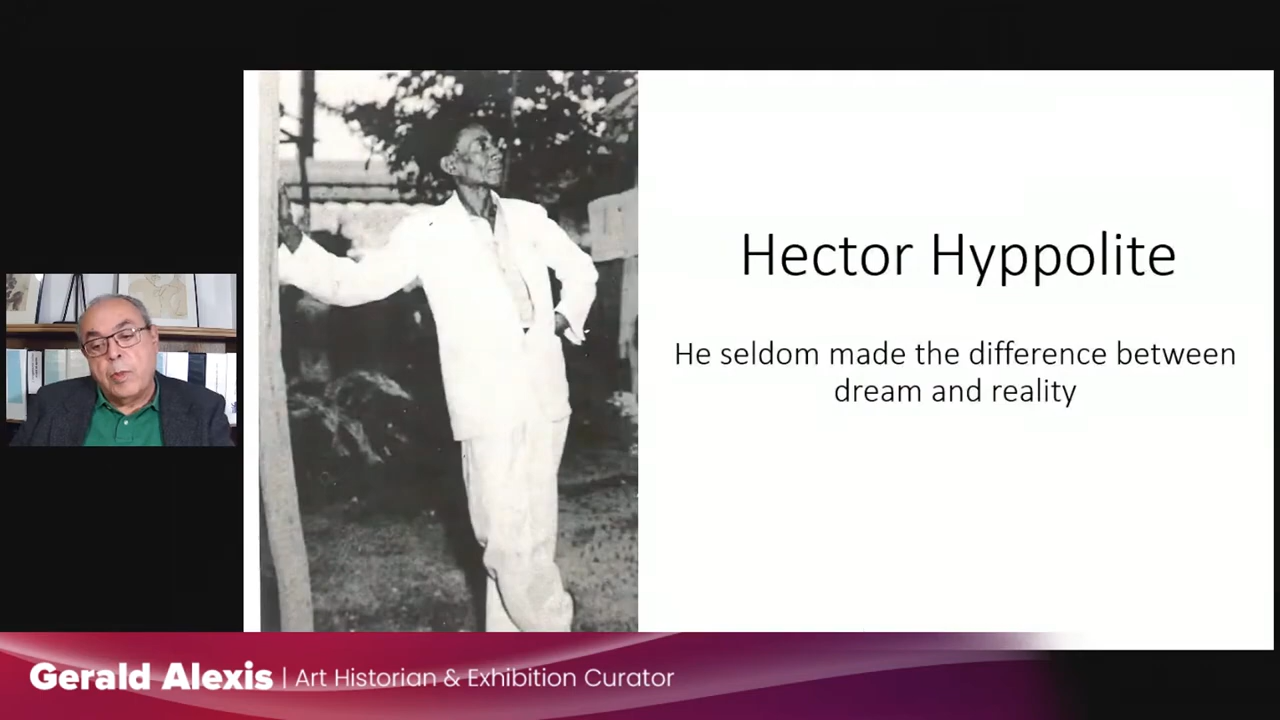 Hector Hyppolite
He seldom made the difference between
dream and reality
Gerald Alexis | Art Historian & Exhibition Curator